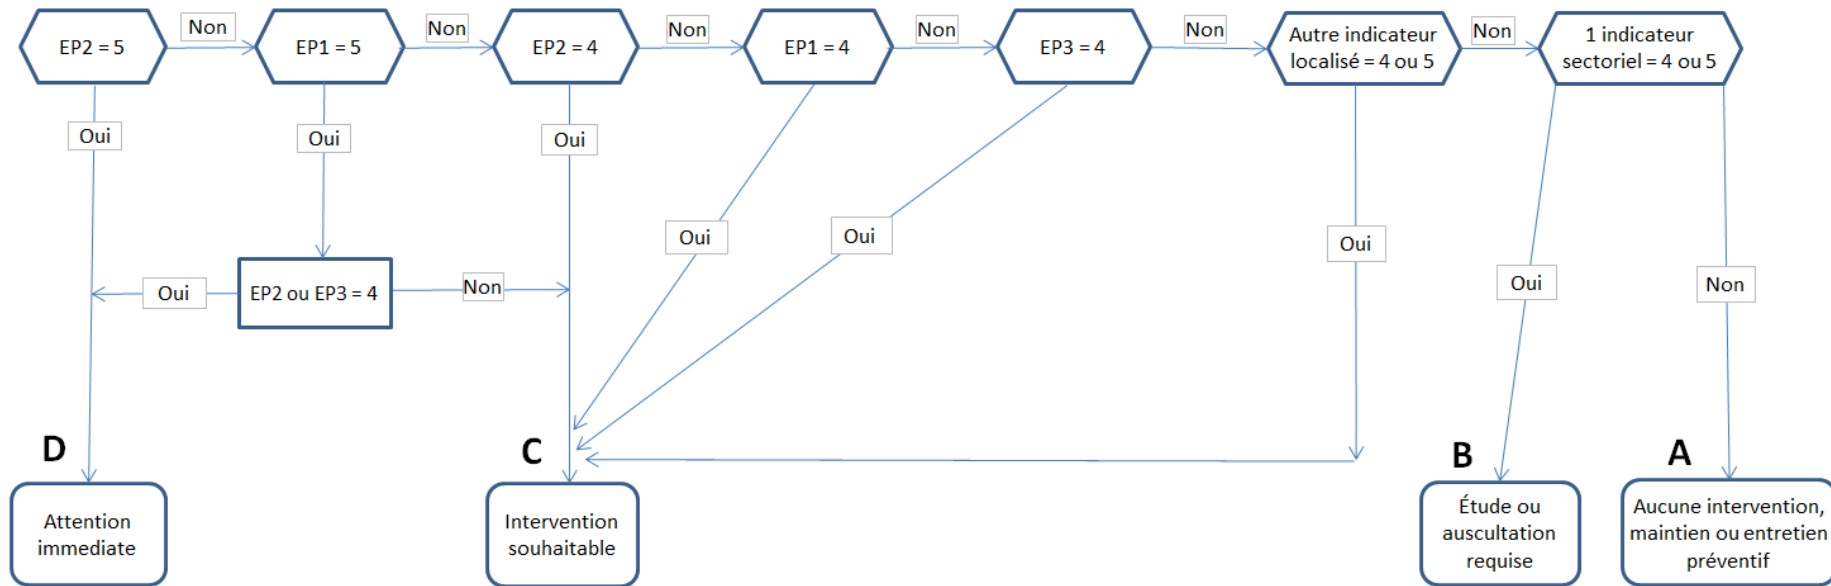 EP2 = 5
Non
EP1 = 5
Non
EP2 = 4
Non
EP1 = 4
Non
EP3 = 4
Non
Autre indicateur
localisé = 4 ou 5
Non
1 indicateur
sectoriel = 4 ou 5
Oui
Oui
Oui
Oui
Oui
Oui
Oui
Non
Oui
EP2 ou EP3 = 4
Non
D
C
B
A
Attention
immediate
Intervention
souhaitable
Étude ou
auscultation
requise
Aucune intervention,
maintien ou entretien
préventif